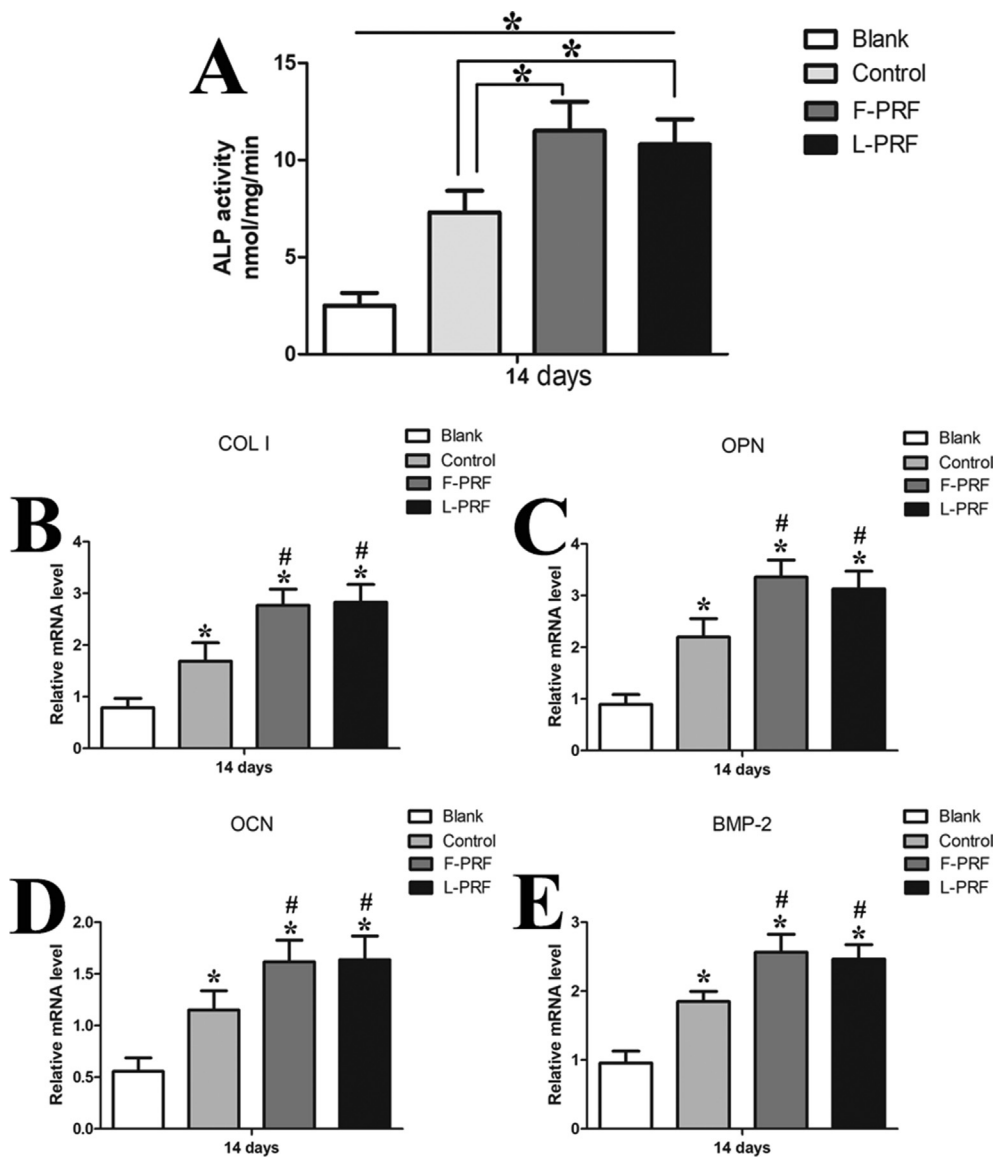 A
*
*
*
15
10
5
0
ALP activity
nmol/mg/min
14 days
Blank
Control
F-PRF
L-PRF
B
COL I
Blank
Control
F-PRF
L-PRF
4
3
2
1
0
Relative mRNA level
*
#
*
#
*
14 days
C
OPN
Blank
Control
F-PRF
L-PRF
4
3
2
1
0
Relative mRNA level
*
#
*
#
*
14 days
D
OCN
Blank
Control
F-PRF
L-PRF
2.0
1.5
1.0
0.5
0.0
Relative mRNA level
*
#
*
#
*
14 days
E
BMP-2
Blank
Control
F-PRF
L-PRF
3
2
1
0
Relative mRNA level
*
#
*
#
*
14 days